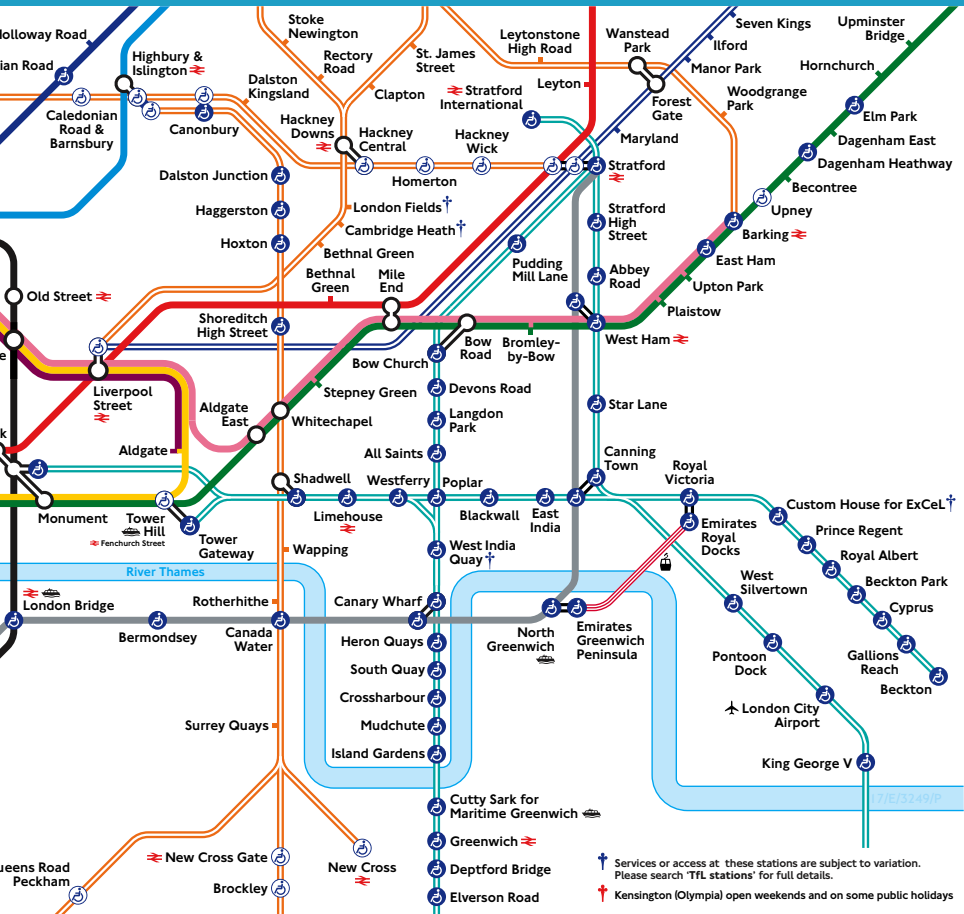 Holloway Road
ian Road
Highbury &
Islington
Caledonian
Road &
Barnsbury
Canonbury
Dalston
Kingsland
Stoke
Newington
Rectory
Road
St. James
Street
Clapton
Hackney
Downs
Hackney
Central
Homerton
Hackney
Wick
Leytonstone
High Road
Leyton
Stratford
International
Wanstead
Park
Forest
Gate
Seven Kings
Ilford
Manor Park
Woodgrange
Park
Maryland
Stratford
Upminster
Bridge
Hornchurch
Elm Park
Dagenham East
Dagenham Heathway
Becontree
Upney
Barking
East Ham
Upton Park
Plaistow
Dalston Junction
Haggerston
Hoxton
London Fields†
Cambridge Heath†
Bethnal Green
Bethnal
Green
Mile
End
Pudding
Mill Lane
Stratford
High
Street
Abbey
Road
West Ham
Old Street
Shoreditch
High Street
Bow Church
Bow
Road
Bromley-
by-Bow
e
Liverpool
Street
Stepney Green
Devons Road
Langdon
Park
Star Lane
Aldgate
East
Whitechapel
Aldgate
All Saints
k
Canning
Town
Royal
Victoria
Shadwell
Westferry
Poplar
Limehouse
Blackwall
East
India
Custom House for ExCeL†
Monument
Tower
Hill
Fenchurch Street
Tower
Gateway
Emirates
Royal
Docks
Prince Regent
Royal Albert
Beckton Park
Cyprus
Gallions
Reach
Beckton
Wapping
West India
Quay†
River Thames
West
Silvertown
London Bridge
Rotherhithe
Canary Wharf
Bermondsey
Canada
Water
Heron Quays
North
Greenwich
Emirates
Greenwich
Peninsula
Pontoon
Dock
South Quay
Crossharbour
London City
Airport
Surrey Quays
Mudchute
Island Gardens
King George V
17/E/3249/P
Cutty Sark for
Maritime Greenwich
Greenwich
Deptford Bridge
Elverson Road
New Cross Gate
New Cross
Brockley
ueens Road
Peckham
† Services or access at these stations are subject to variation.
Please search 'TfL stations' for full details.
† Kensington (Olympia) open weekends and on some public holidays